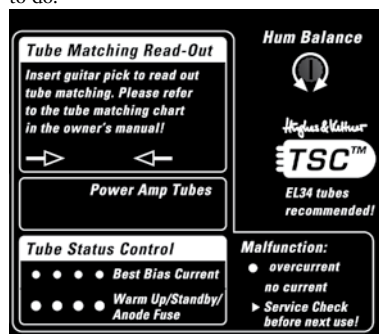 to do.
Tube Matching Read-Out
Insert guitar pick to read out
tube matching. Please refer
to the tube matching chart
in the owner's manual!
Power Amp Tubes
Tube Status Control
Best Bias Current
Warm Up/Standby/
Anode Fuse
Hum Balance
Hughes & Kettner
TSC™
EL34 tubes
recommended!
Malfunction:
overcurrent
no current
Service Check
before next use!